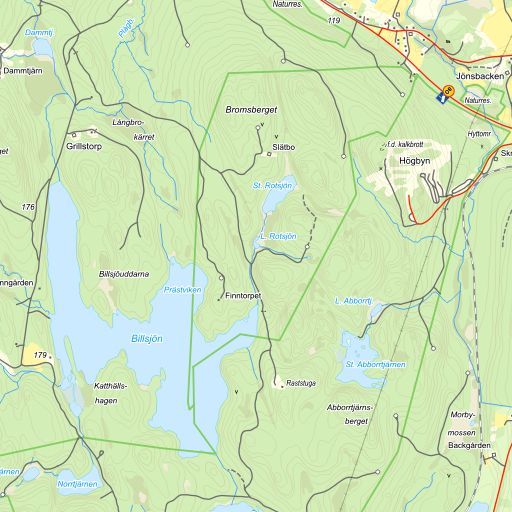 Naturres.
119
Dammtj
Plågb.
Dammtjärn
Jönsbacken
Naturres.
Bromsberget
Långbro-
kärret
Hyttomr
Grillstorp
Slätbo
f.d. kalkbrott
Högbyn
St. Rotsjön
176
L. Rotsjön
Billsjöuddarna
Prästviken
Finntorpet
L. Abborrtj
Billsjön
179
St. Abborrtjärnen
Katthälls-
hagen
Raststuga
Abborrtjärns-
berget
Morby-
mossen
Backgården
Norrtjärnen